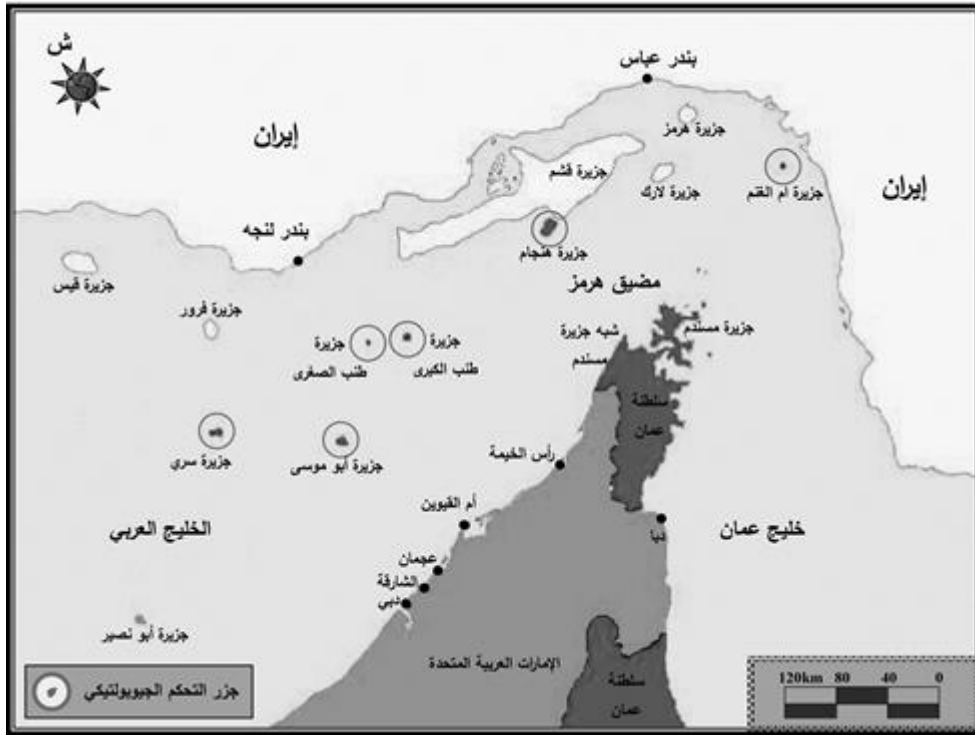 ش
بندر عباس
إيران
جزيرة هرمز
جزيرة قشم
جزيرة لارك
جزيرة ام الغنم
إيران
بندر لنجه
جزيرة هنجام
جزيرة قيس
مضيق هرمز
جزيرة فرور
جزيرة
طنب الصغرى
جزيرة
طنب الكبرى
شبه جزيرة
مسندم
جزيرة مسندم
سلطنة
عمان
جزيرة سري
جزيرة أبو موسى
رأس الخيمة
أم القيوين
الخليج العربي
خليج عمان
دبا
عجمان
الشارقة
دبي
جزيرة أبو نصير
الإمارات العربية المتحدة
سلطنة
عمان
جزر التحكم الجيوبولتيكي
120km 80 40 0